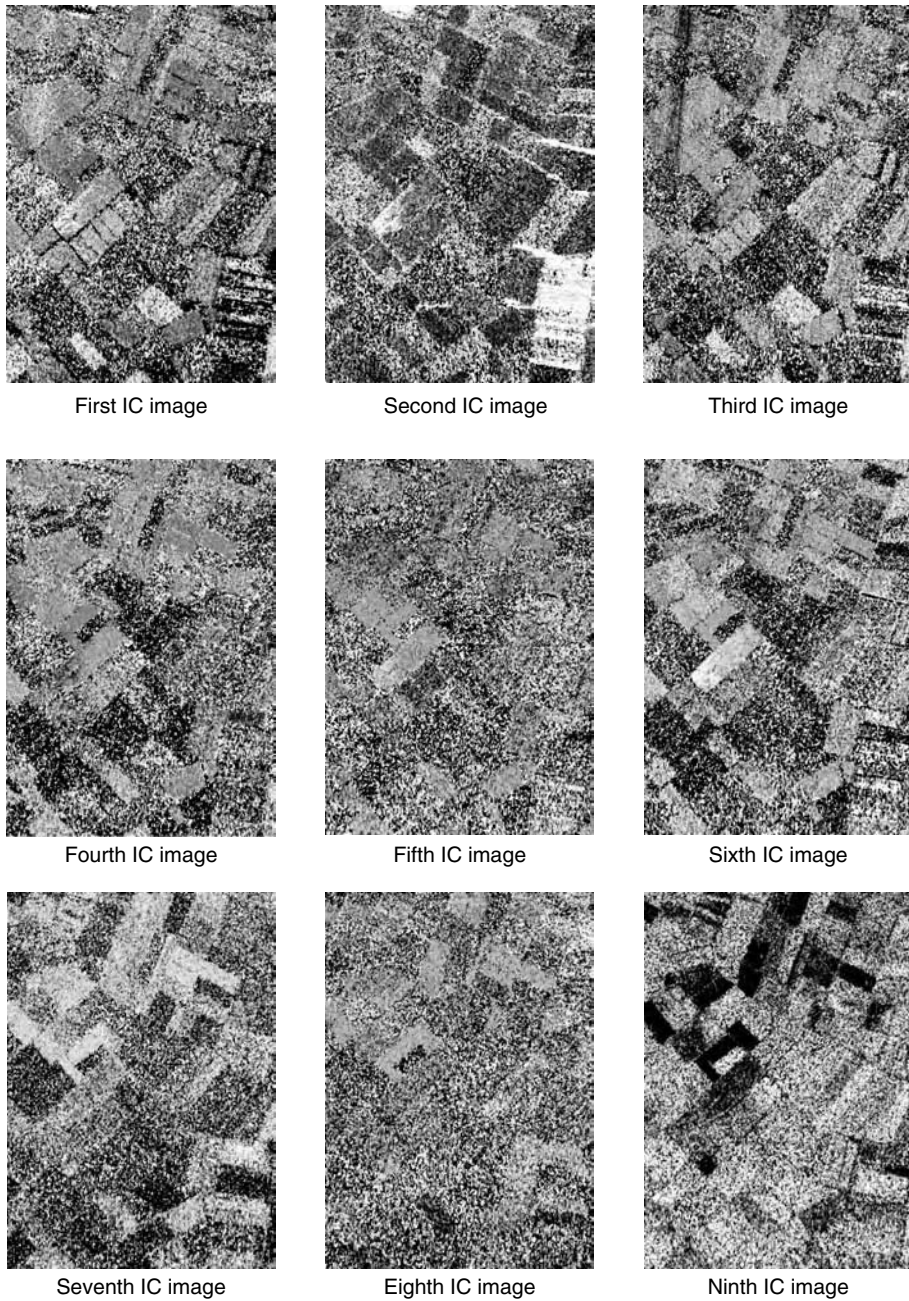 First IC image
Second IC image
Third IC image
Fourth IC image
Fifth IC image
Sixth IC image
Seventh IC image
Eighth IC image
Ninth IC image